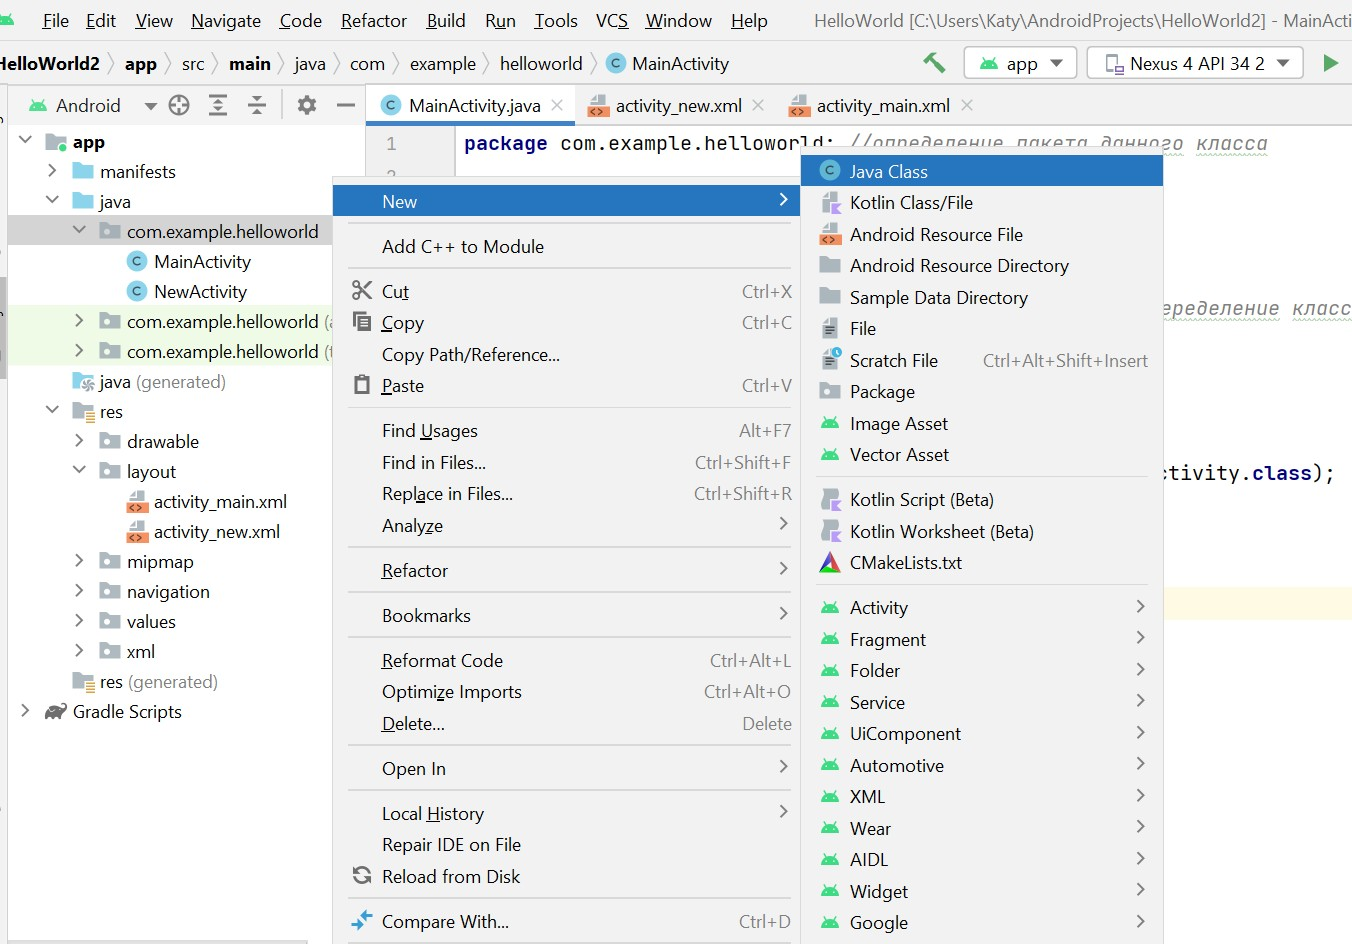 File Edit View Navigate Code Refactor Build Run Tools VCS Window Help HelloWorld [C:\Users\Katy\AndroidProjects\HelloWorld2] - MainActi
HelloWorld2 app src main java com example helloworld MainActivity app Nexus 4 API 34 2
Android MainActivity.java activity_new.xml activity_main.xml
1 package com.example.helloworld; //определение пакета данного класса
app
manifests
java
com.example.helloworld
MainActivity
NewActivity
com.example.helloworld
com.example.helloworld
java (generated)
res
drawable
layout
activity_main.xml
activity_new.xml
mipmap
navigation
values
xml
res (generated)
Gradle Scripts
New
Add C++ to Module
Cut Ctrl+X
Copy Ctrl+C
Copy Path/Reference...
Paste Ctrl+V
Find Usages Alt+F7
Find in Files... Ctrl+Shift+F
Replace in Files... Ctrl+Shift+R
Analyze
Refactor
Bookmarks
Reformat Code Ctrl+Alt+L
Optimize Imports Ctrl+Alt+O
Delete... Delete
Open In
Local History
Repair IDE on File
Reload from Disk
Compare With... Ctrl+D
Java Class
Kotlin Class/File
Android Resource File
Android Resource Directory
Sample Data Directory
File
Scratch File Ctrl+Alt+Shift+Insert
Package
Image Asset
Vector Asset
Kotlin Script (Beta)
Kotlin Worksheet (Beta)
CMakeLists.txt
Activity
Fragment
Folder
Service
UiComponent
Automotive
XML
Wear
AIDL
Widget
Google
еределение класс
ctivity.class);